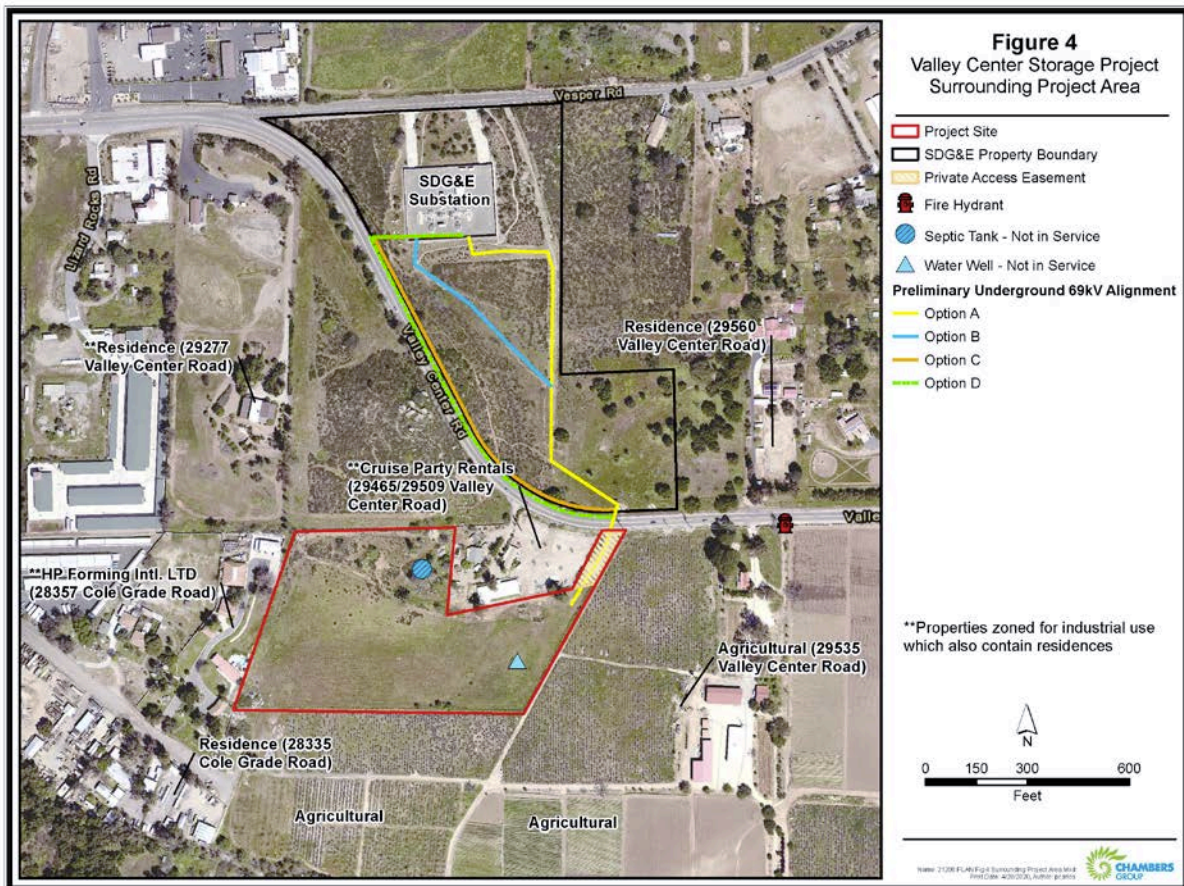 Figure 4
Valley Center Storage Project
Surrounding Project Area
Project Site
SDG&E Property Boundary
Private Access Easement
Fire Hydrant
Septic Tank - Not in Service
Water Well - Not in Service
Preliminary Underground 69kV Alignment
Option A
Option B
Option C
Option D
**Properties zoned for industrial use
which also contain residences
N
0 150 300 600
Feet
CHAMBERS
GROUP
Vesper Rd
Lizard Rocks Rd
SDG&E
Substation
Valley Center Rd
**Residence (29277
Valley Center Road)
Residence (29560
Valley Center Road)
**Cruise Party Rentals
(29465/29509 Valley
Center Road)
Valle
**HP Forming Intl. LTD
(28357 Cole Grade Road)
Agricultural (29535
Valley Center Road)
Residence (28335
Cole Grade Road)
Agricultural
Agricultural